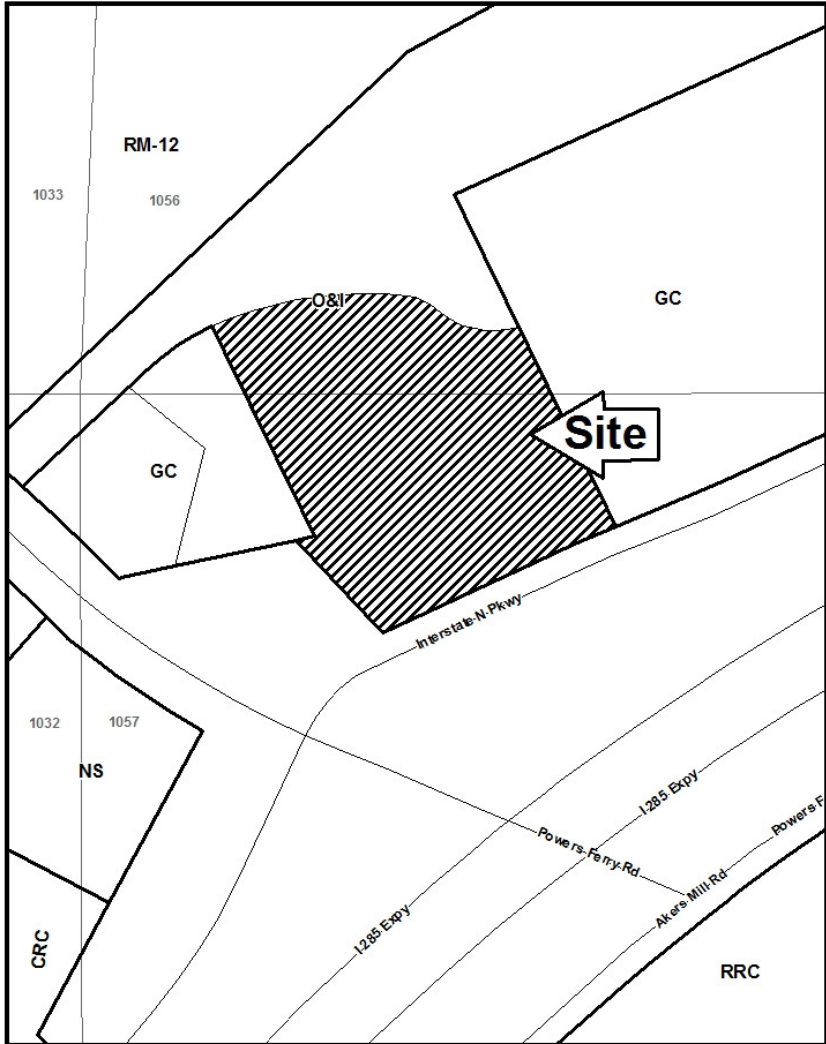 RM-12
1033
1056
O&I
GC
Site
GC
Interstate-N-Pkwy
1032
1057
NS
I-285-Expy
Powers-F
Powers-Ferry-Rd
Akers-Mill-Rd
I-285-Expy
CRC
RRC